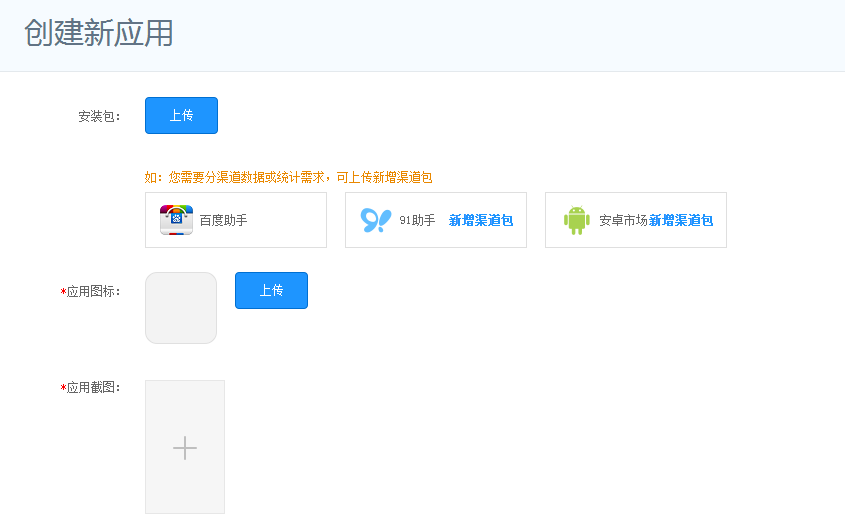 创建新应用
安装包： 上传
如：您需要分渠道数据或统计需求，可上传新增渠道包
百度助手 91助手 新增渠道包 安卓市场新增渠道包
*应用图标： 上传
*应用截图：